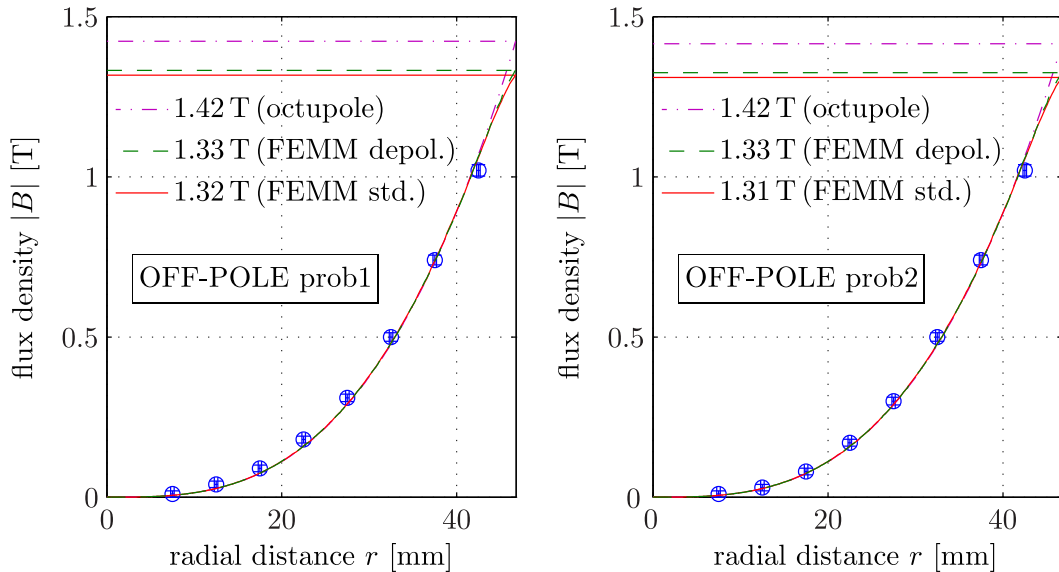 1.5
1
0.5
0
flux density |B| [T]
1.42 T (octupole)
1.33 T (FEMM depol.)
1.32 T (FEMM std.)
OFF-POLE prob1
0
20
40
radial distance r [mm]
1.5
1
0.5
0
flux density |B| [T]
1.42 T (octupole)
1.33 T (FEMM depol.)
1.31 T (FEMM std.)
OFF-POLE prob2
0
20
40
radial distance r [mm]